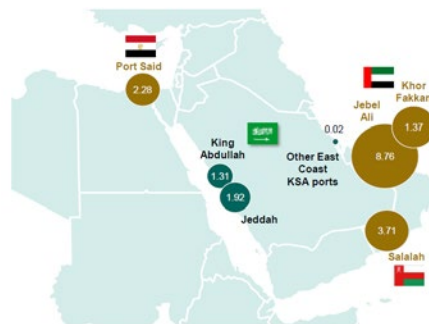 Port Said
2.28
Khor
Fakkan
1.37
Jebel
Ali
8.76
0.02
Other East
Coast
KSA ports
King
Abdullah
1.31
1.92
Jeddah
3.71
Salalah